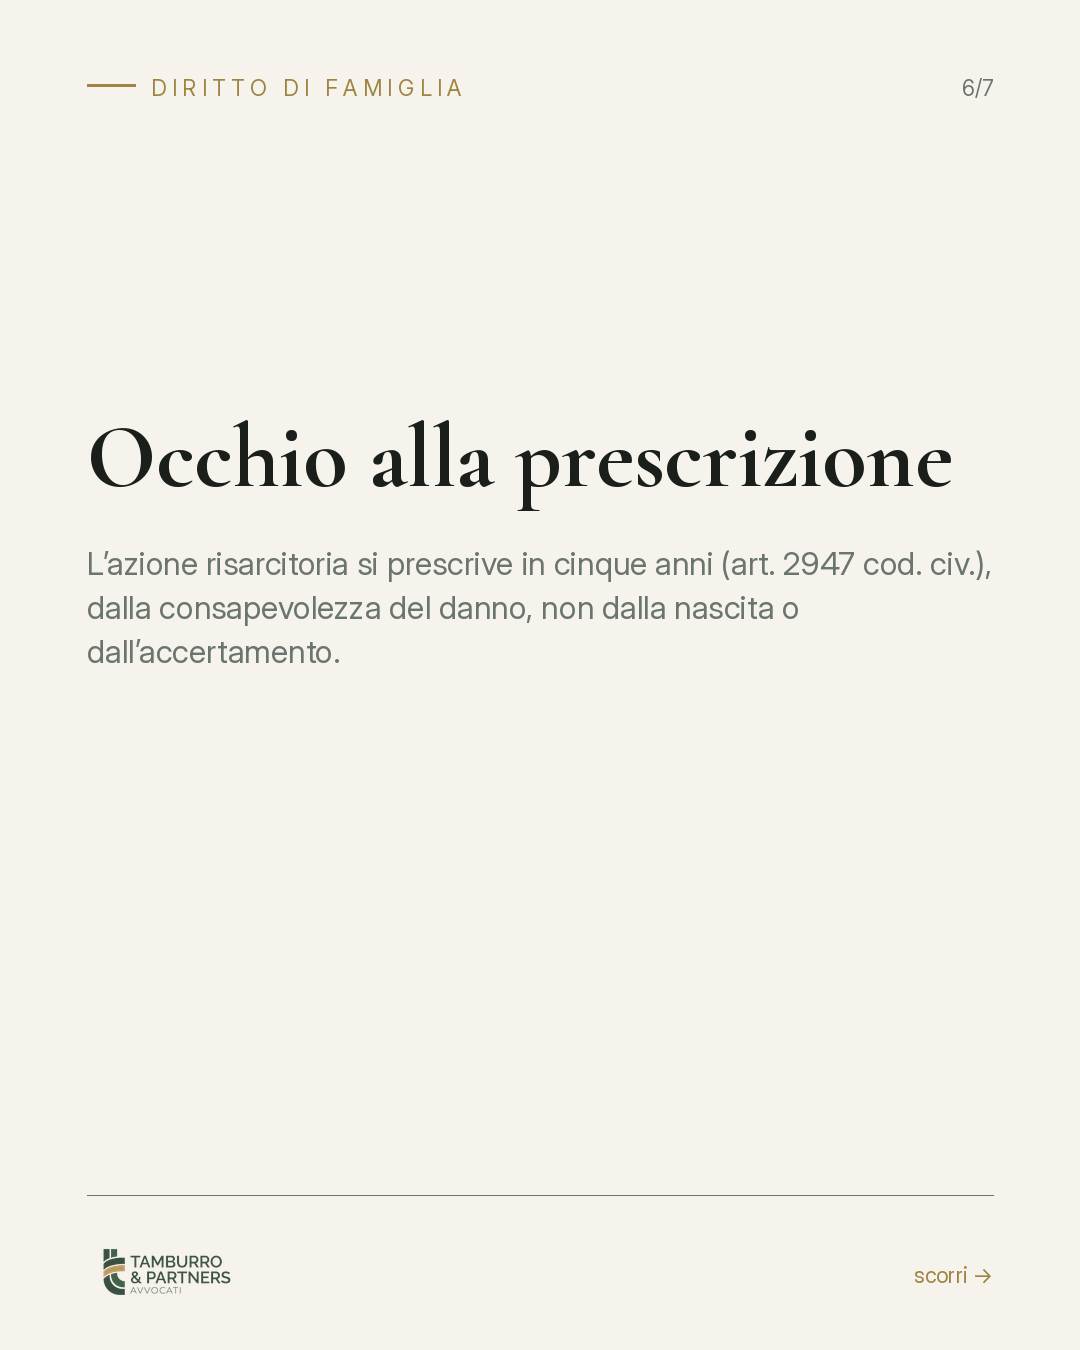 DIRITTO DI FAMIGLIA
6/7
Occhio alla prescrizione
L’azione risarcitoria si prescrive in cinque anni (art. 2947 cod. civ.),
dalla consapevolezza del danno, non dalla nascita o
dall’accertamento.
TAMBURRO
& PARTNERS
AVVOCATI
scorri →